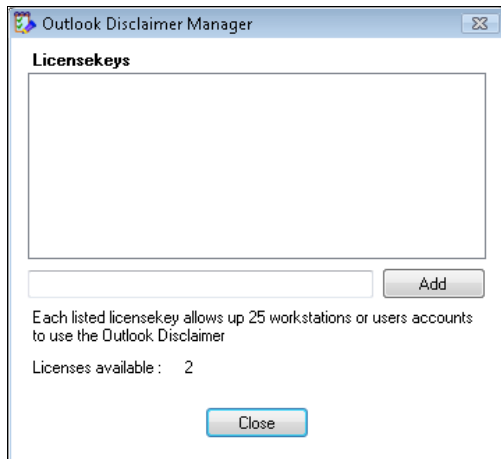 Outlook Disclaimer Manager
Licensekeys
Add
Each listed licensekey allows up 25 workstations or users accounts
to use the Outlook Disclaimer
Licenses available : 2
Close